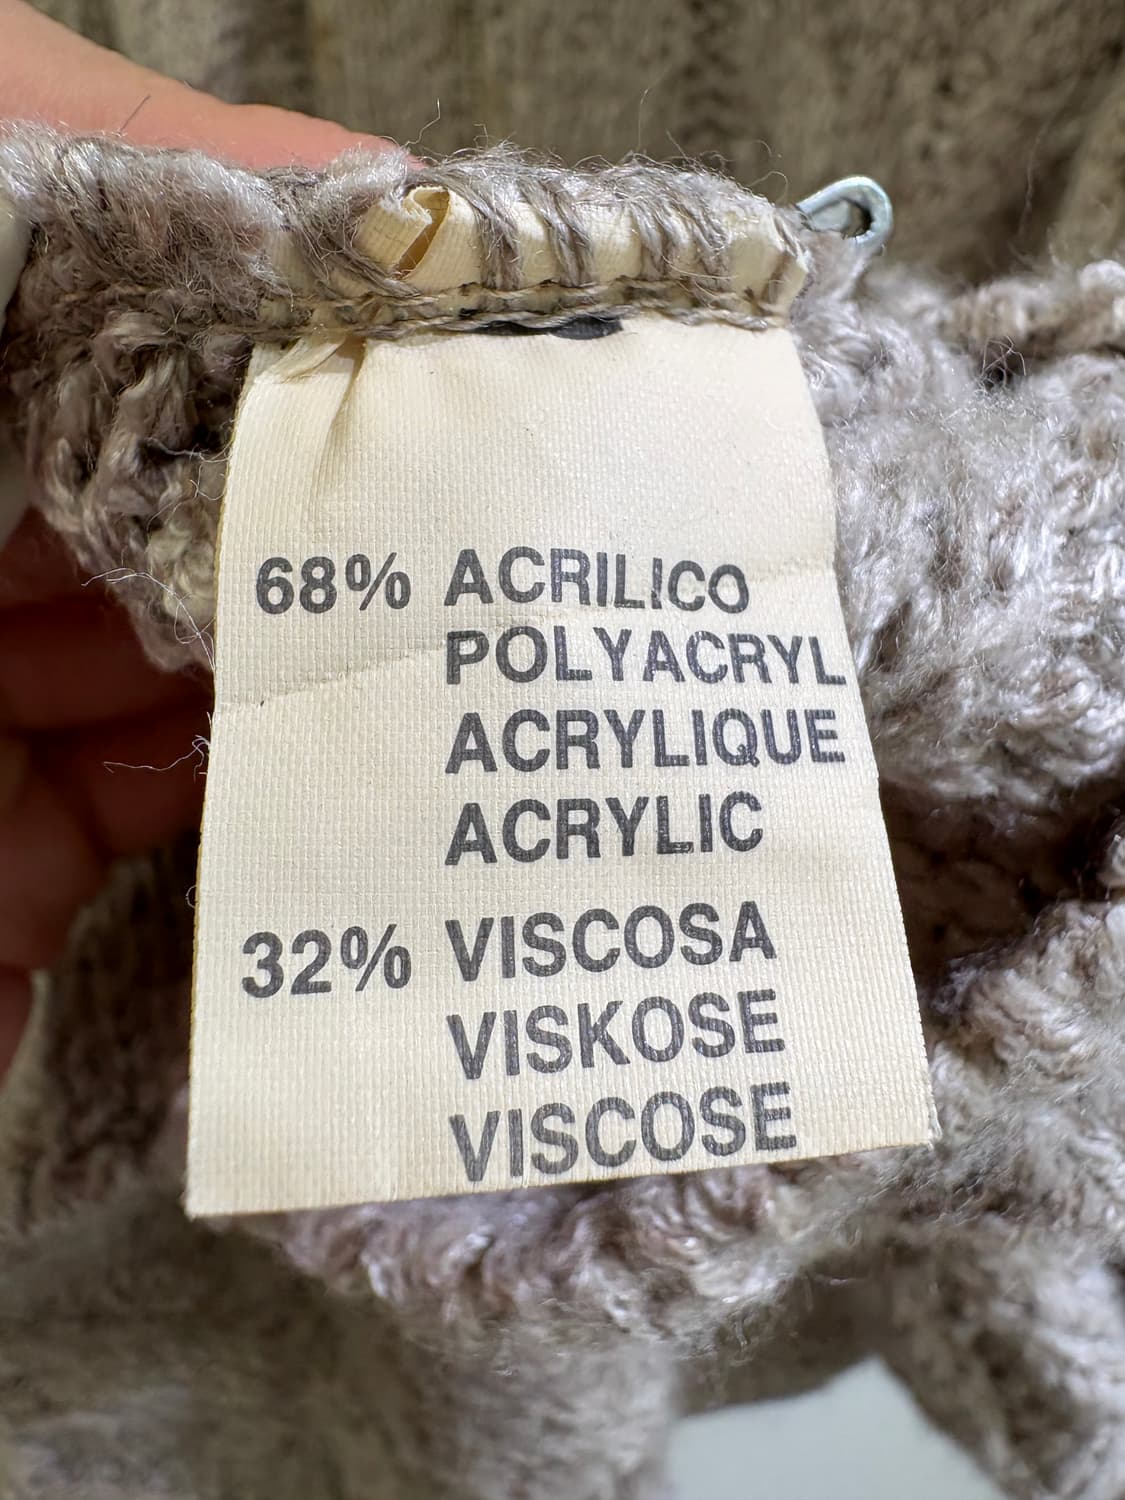 68% ACRILICO
POLYACRYL
ACRYLIQUE
ACRYLIC
32% VISCOSA
VISKOSE
VISCOSE